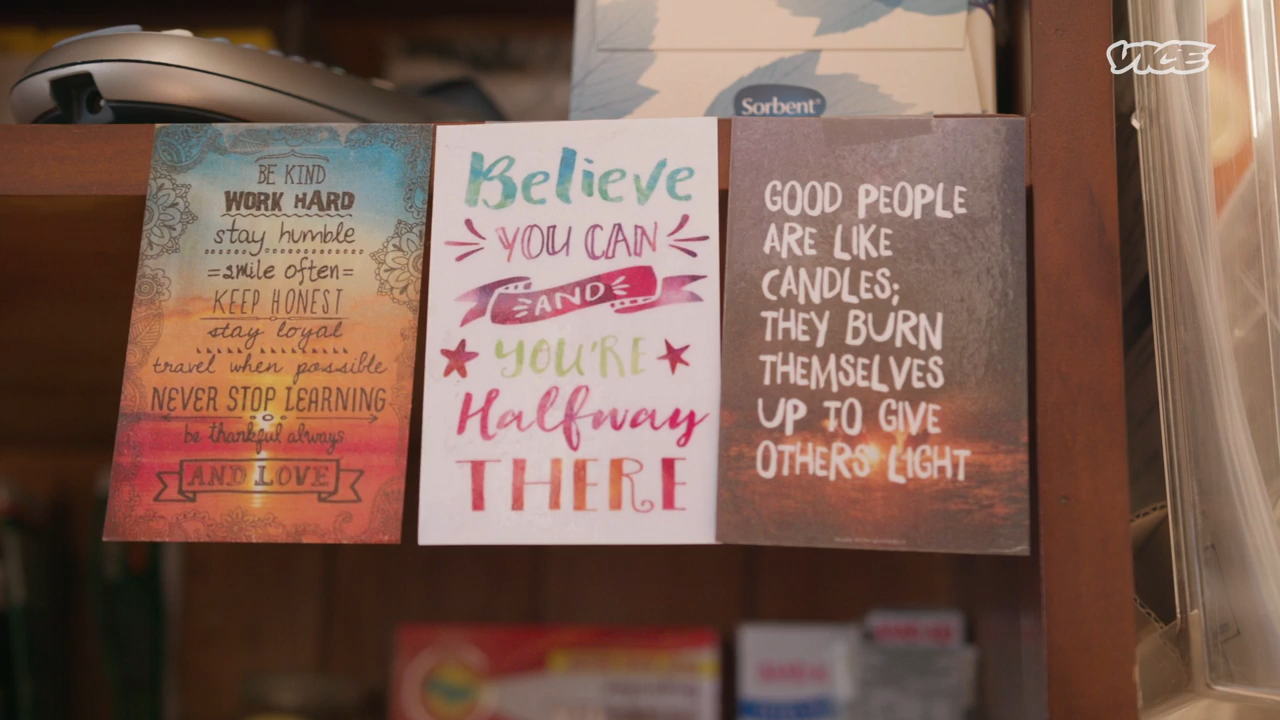 VICE
Sorbent®
BE KIND
WORK HARD
stay humble
=smile often=
KEEP HONEST
stay loyal
travel when possible
NEVER STOP LEARNING
be thankful always
AND LOVE
Believe
YOU CAN
AND
YOU'RE
Halfway
THERE
GOOD PEOPLE
ARE LIKE
CANDLES;
THEY BURN
THEMSELVES
UP TO GIVE
OTHERS LIGHT